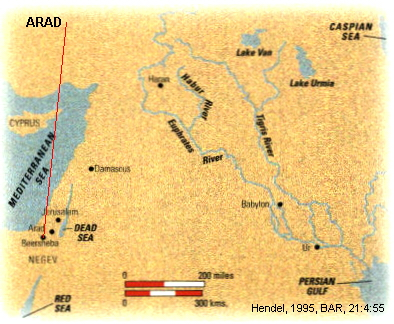 ARAD
CASPIAN
SEA
Lake Van
Lake Urmia
Haran
Habur
River
Tigris River
Euphrates
River
CYPRUS
MEDITERRANEAN
SEA
Damascus
Jerusalem
Arad
DEAD
SEA
Beersheba
NEGEV
Babylon
Ur
PERSIAN
GULF
RED
SEA
0 200 miles
0 300 kms.
Hendel, 1995, BAR, 21:4:55